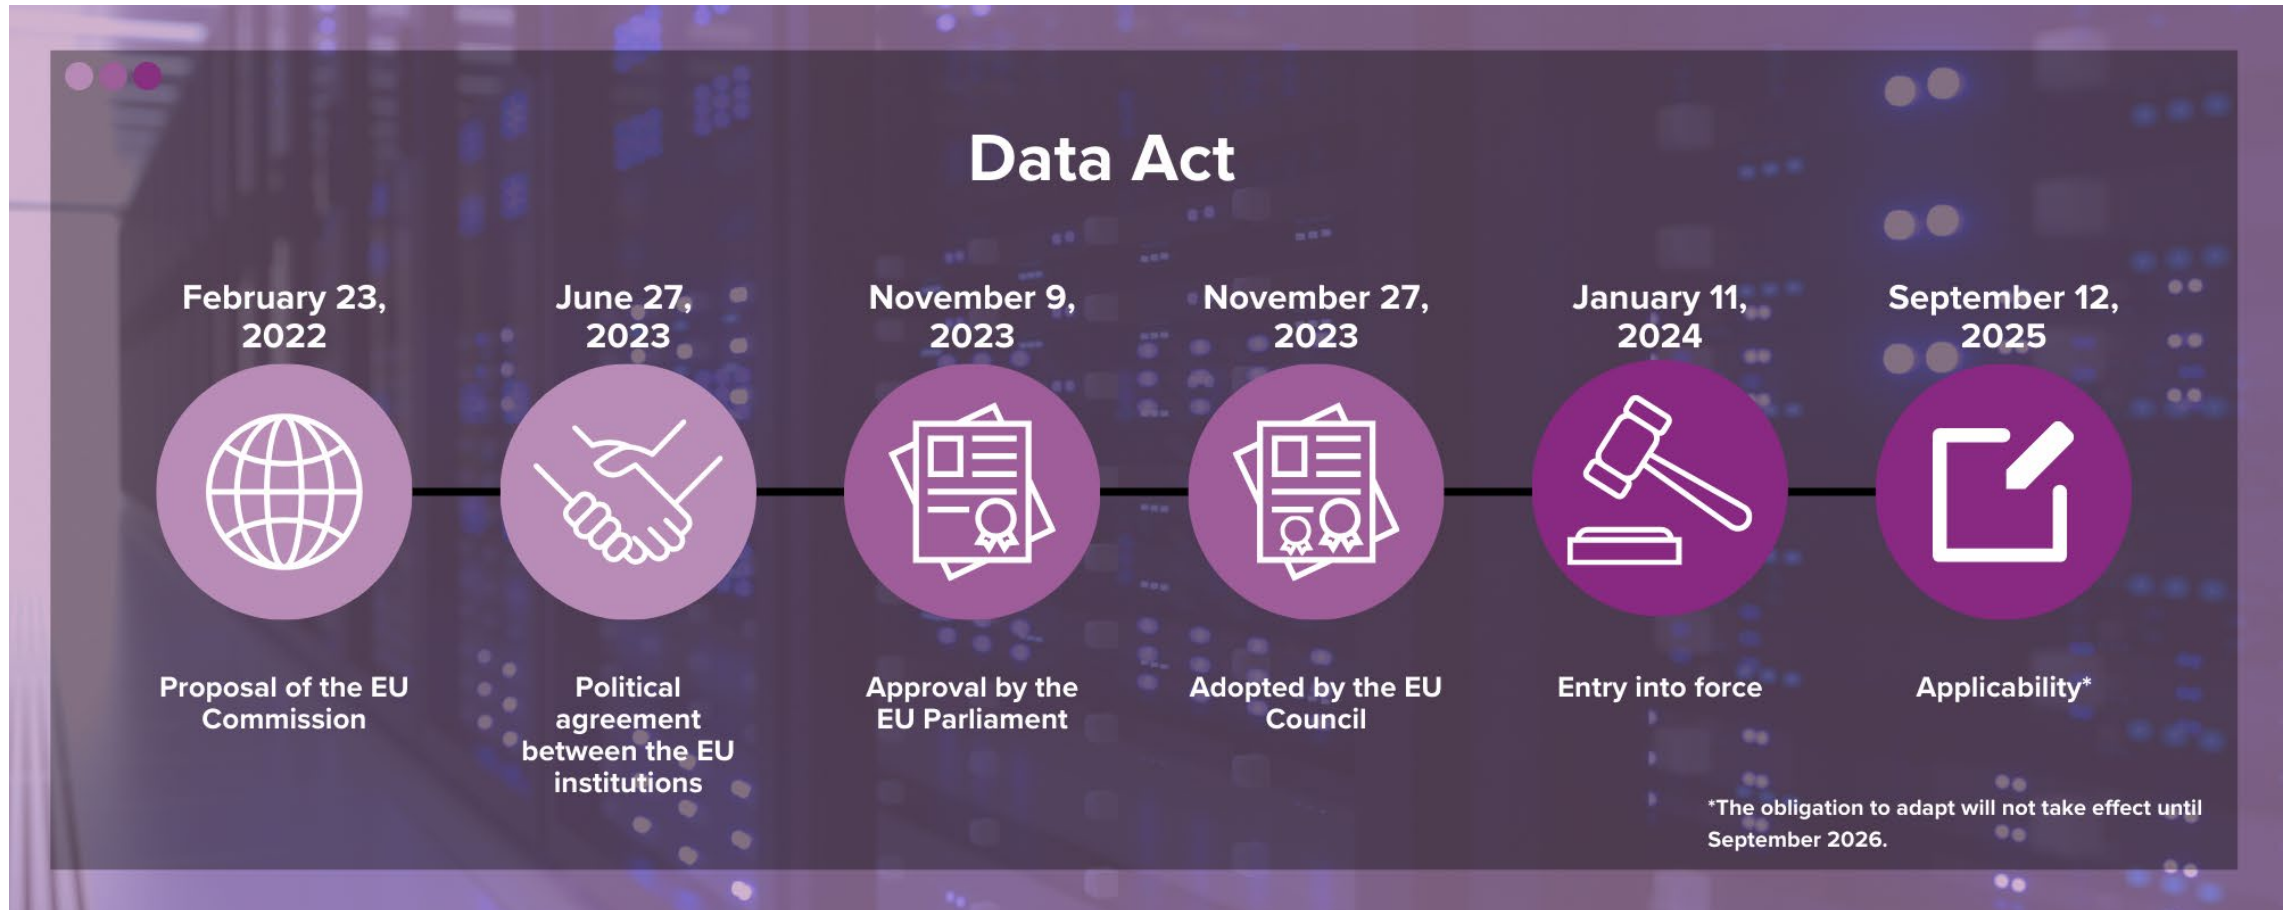 Data Act
February 23,
2022
June 27,
2023
November 9,
2023
November 27,
2023
January 11,
2024
September 12,
2025
Proposal of the EU
Commission
Political
agreement
between the EU
institutions
Approval by the
EU Parliament
Adopted by the EU
Council
Entry into force
Applicability*
*The obligation to adapt will not take effect until
September 2026.